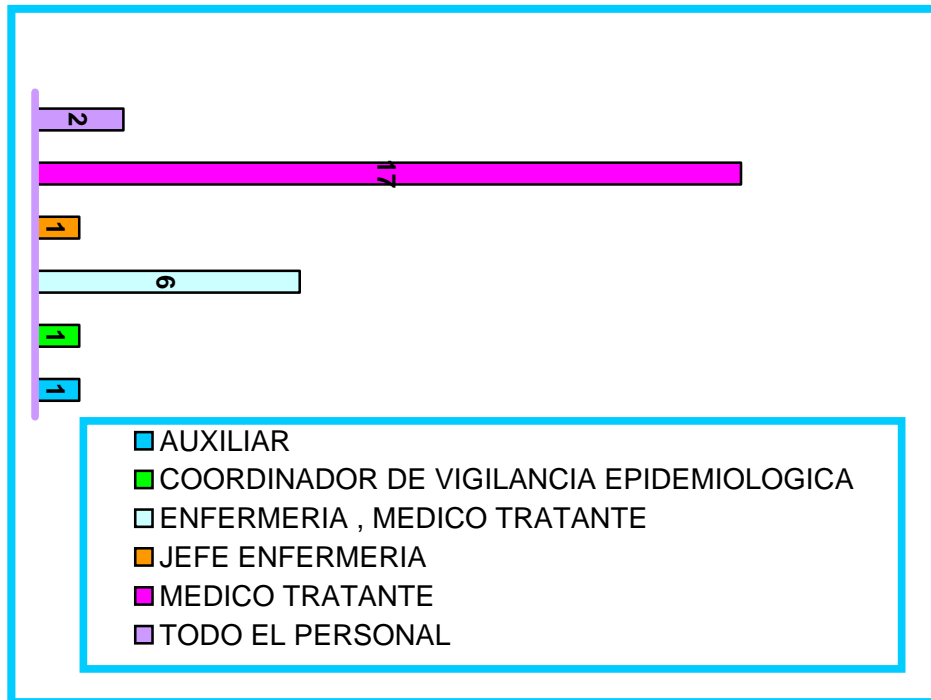 2
17
1
6
1
1
AUXILIAR
COORDINADOR DE VIGILANCIA EPIDEMIOLOGICA
ENFERMERIA , MEDICO TRATANTE
JEFE ENFERMERIA
MEDICO TRATANTE
TODO EL PERSONAL